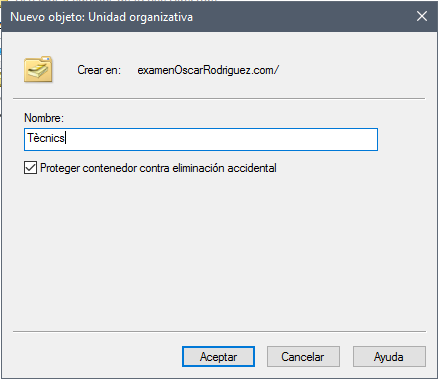 Nuevo objeto: Unidad organizativa
Crear en: examenOscarRodriguez.com/
Nombre:
Tècnics
Proteger contenedor contra eliminación accidental
Aceptar Cancelar Ayuda